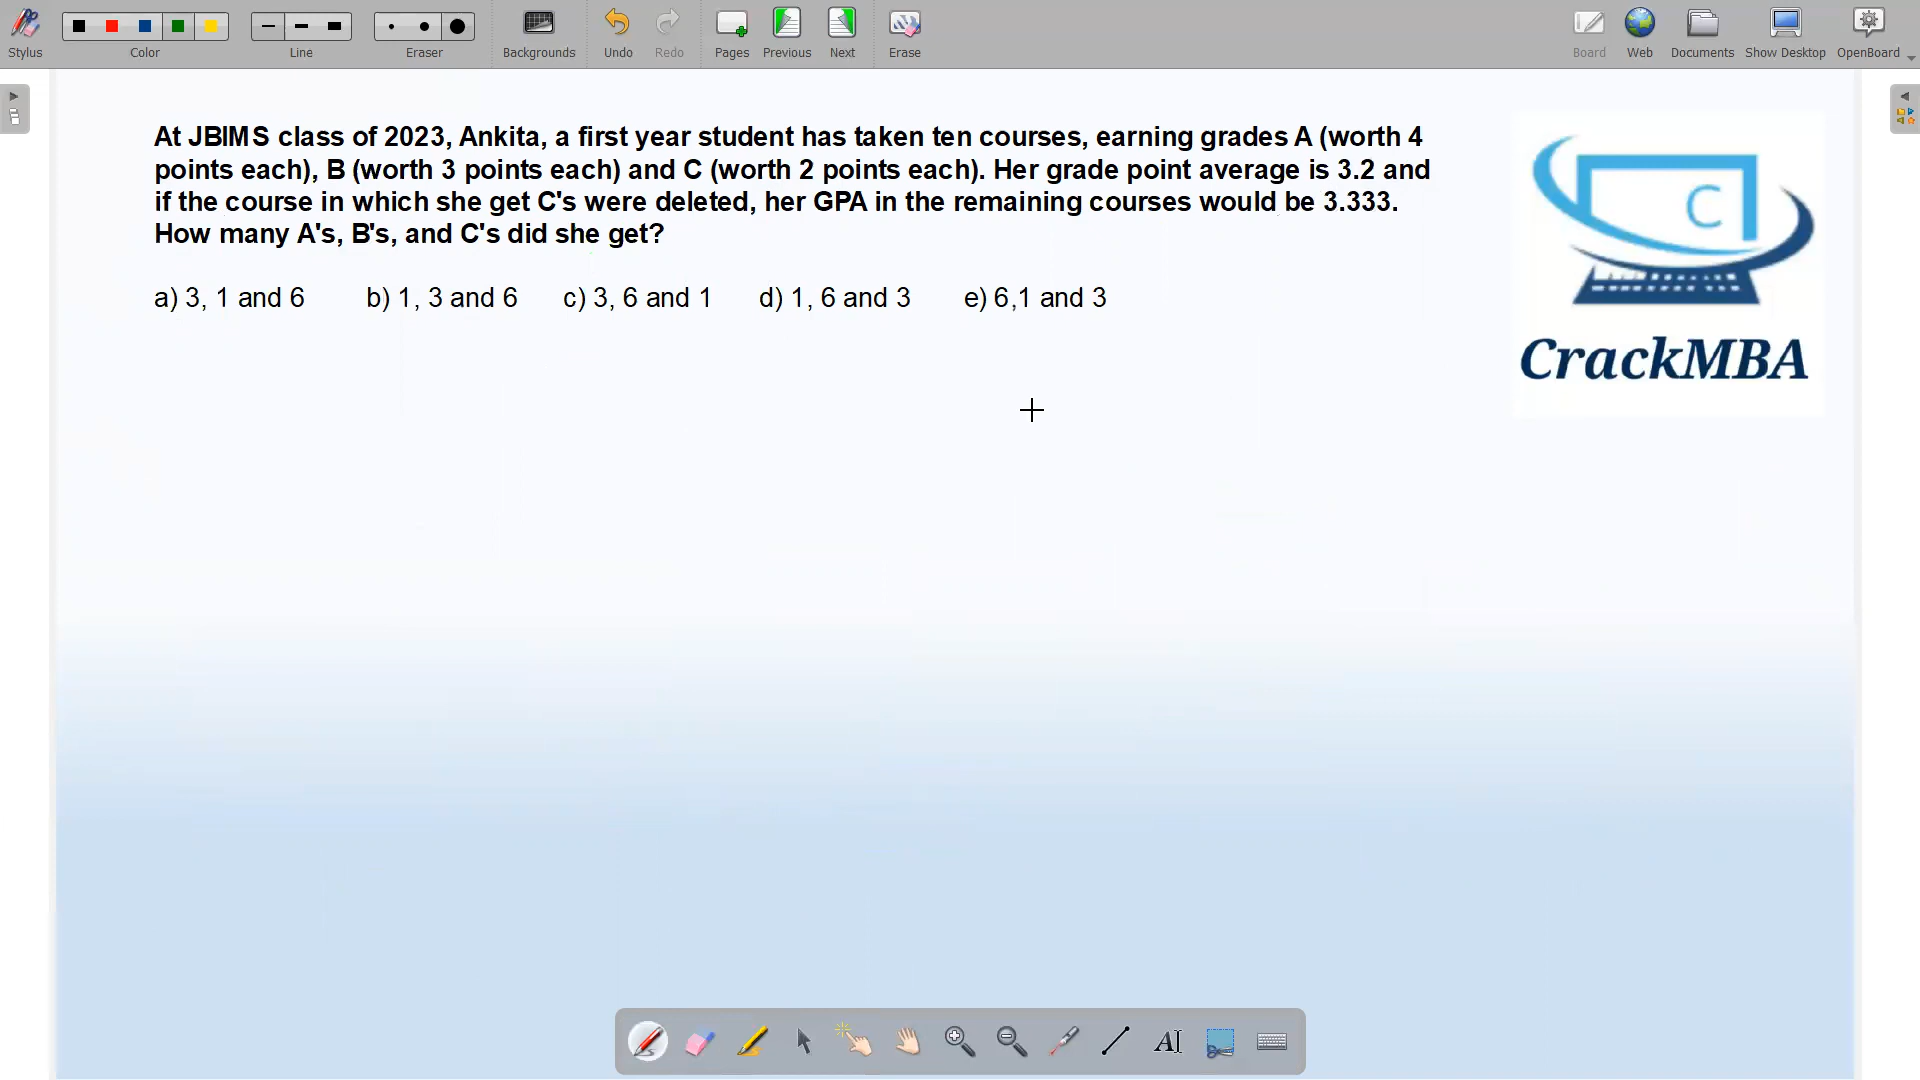 Stylus Color Line Eraser Backgrounds Undo Redo Pages Previous Next Erase Board Web Documents Show Desktop OpenBoard
At JBIMS class of 2023, Ankita, a first year student has taken ten courses, earning grades A (worth 4
points each), B (worth 3 points each) and C (worth 2 points each). Her grade point average is 3.2 and
if the course in which she get C's were deleted, her GPA in the remaining courses would be 3.333.
How many A's, B's, and C's did she get?
a) 3, 1 and 6 b) 1, 3 and 6 c) 3, 6 and 1 d) 1, 6 and 3 e) 6,1 and 3
C
CrackMBA
AI